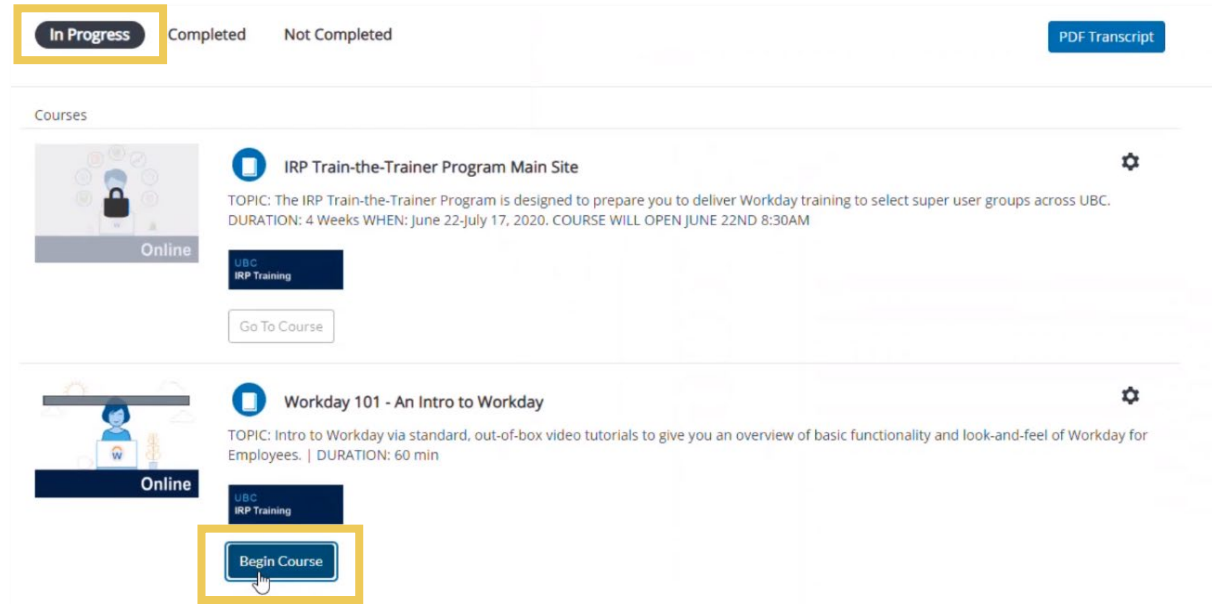 In Progress Completed Not Completed PDF Transcript
Courses
IRP Train-the-Trainer Program Main Site
TOPIC: The IRP Train-the-Trainer Program is designed to prepare you to deliver Workday training to select super user groups across UBC.
DURATION: 4 Weeks WHEN: June 22-July 17, 2020. COURSE WILL OPEN JUNE 22ND 8:30AM
Online
UBC
IRP Training
Go To Course
Workday 101 - An Intro to Workday
TOPIC: Intro to Workday via standard, out-of-box video tutorials to give you an overview of basic functionality and look-and-feel of Workday for
Employees. | DURATION: 60 min
W
Online
UBC
IRP Training
Begin Course